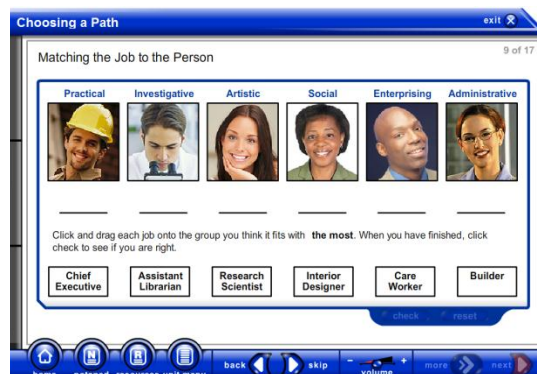 Choosing a Path
exit
9 of 17
Matching the Job to the Person
Practical Investigative Artistic Social Enterprising Administrative
Click and drag each job onto the group you think it fits with the most. When you have finished, click
check to see if you are right.
Chief Executive
Assistant Librarian
Research Scientist
Interior Designer
Care Worker
Builder
check reset
N R
home notepad resources unit menu back skip - + volume more next